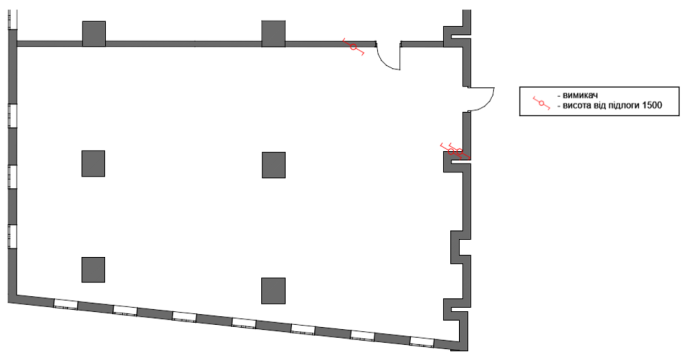 - вимикач
- висота від підлоги 1500